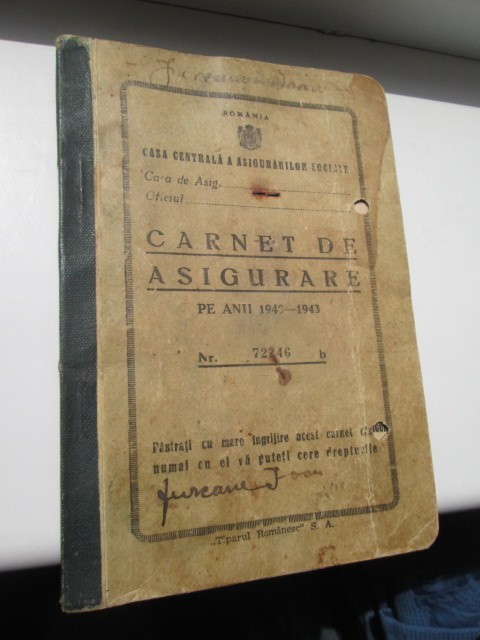 ROMÂNIA
CASA CENTRALĂ A ASIGURĂRILOR SOCIALE
Casa de Asig.
Oficiul
CARNET DE
ASIGURARE
PE ANII 1942—1943
Nr. 72246 b
Păstrați cu mare îngrijire acest carnet
numai cu el vă puteți cere drepturile
Ioan
„Tiparul Românesc" S. A.